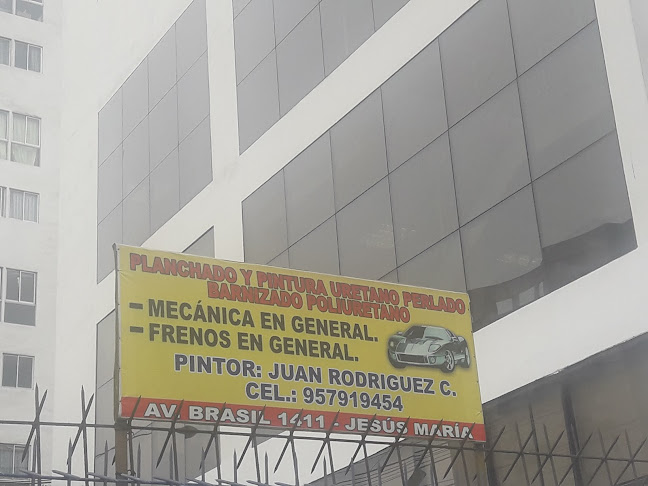 PLANCHADO Y PINTURA URETANO PERLADO
BARNIZADO POLIURETANO
- MECÁNICA EN GENERAL.
- FRENOS EN GENERAL.
PINTOR: JUAN RODRIGUEZ C.
CEL.: 957919454
AV. BRASIL 1411 - JESÚS MARÍA